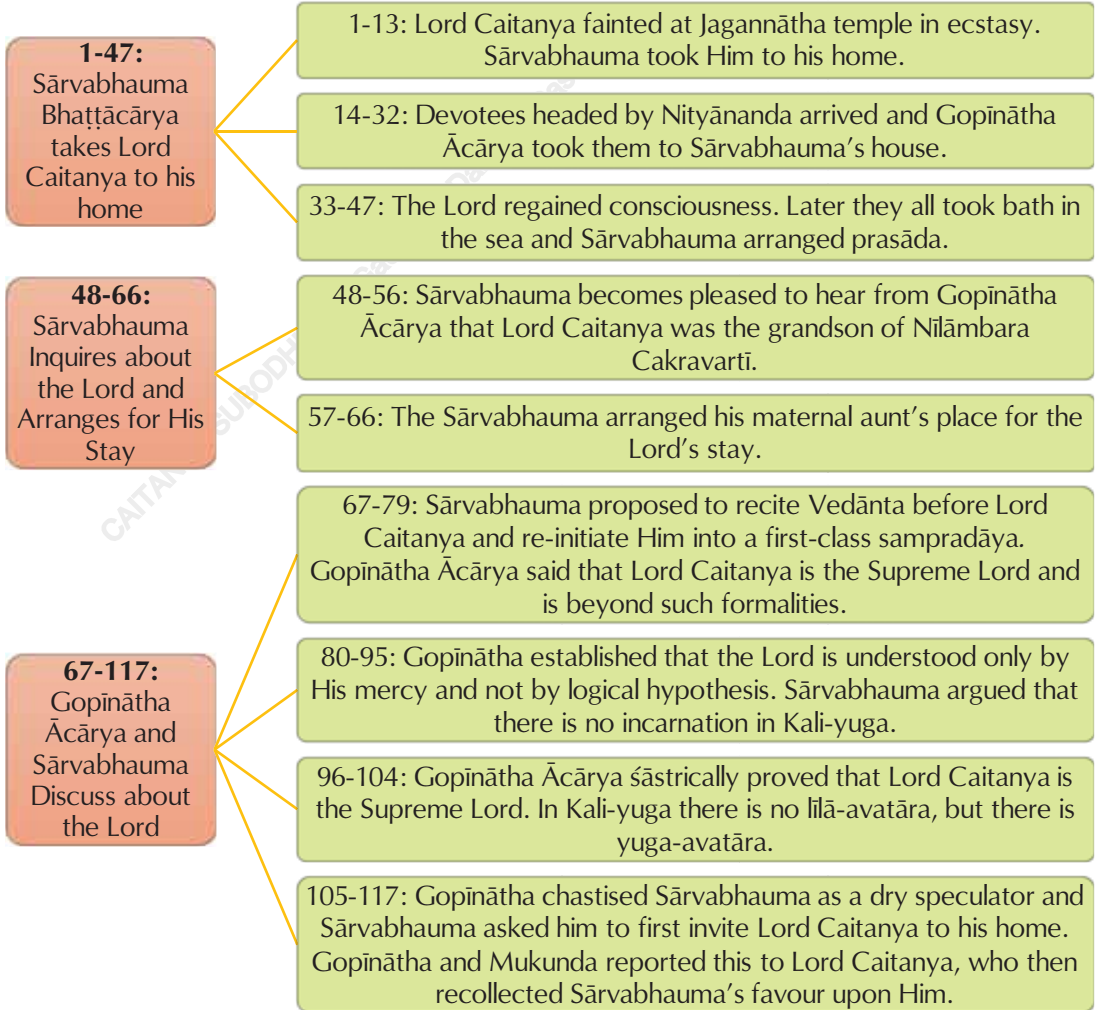 1-47:
Sārvabhauma
Bhaṭṭācārya
takes Lord
Caitanya to his
home
1-13: Lord Caitanya fainted at Jagannātha temple in ecstasy.
Sārvabhauma took Him to his home.
14-32: Devotees headed by Nityānanda arrived and Gopīnātha
Ācārya took them to Sārvabhauma's house.
33-47: The Lord regained consciousness. Later they all took bath in
the sea and Sārvabhauma arranged prasāda.
48-66:
Sārvabhauma
Inquires about
the Lord and
Arranges for His
Stay
48-56: Sārvabhauma becomes pleased to hear from Gopīnātha
Ācārya that Lord Caitanya was the grandson of Nīlāmbara
Cakravartī.
57-66: The Sārvabhauma arranged his maternal aunt's place for the
Lord's stay.
67-117:
Gopīnātha
Ācārya and
Sārvabhauma
Discuss about
the Lord
67-79: Sārvabhauma proposed to recite Vedānta before Lord
Caitanya and re-initiate Him into a first-class sampradāya.
Gopīnātha Ācārya said that Lord Caitanya is the Supreme Lord and
is beyond such formalities.
80-95: Gopīnātha established that the Lord is understood only by
His mercy and not by logical hypothesis. Sārvabhauma argued that
there is no incarnation in Kali-yuga.
96-104: Gopīnātha Ācārya śāstrically proved that Lord Caitanya is
the Supreme Lord. In Kali-yuga there is no līlā-avatāra, but there is
yuga-avatāra.
105-117: Gopīnātha chastised Sārvabhauma as a dry speculator and
Sārvabhauma asked him to first invite Lord Caitanya to his home.
Gopīnātha and Mukunda reported this to Lord Caitanya, who then
recollected Sārvabhauma's favour upon Him.